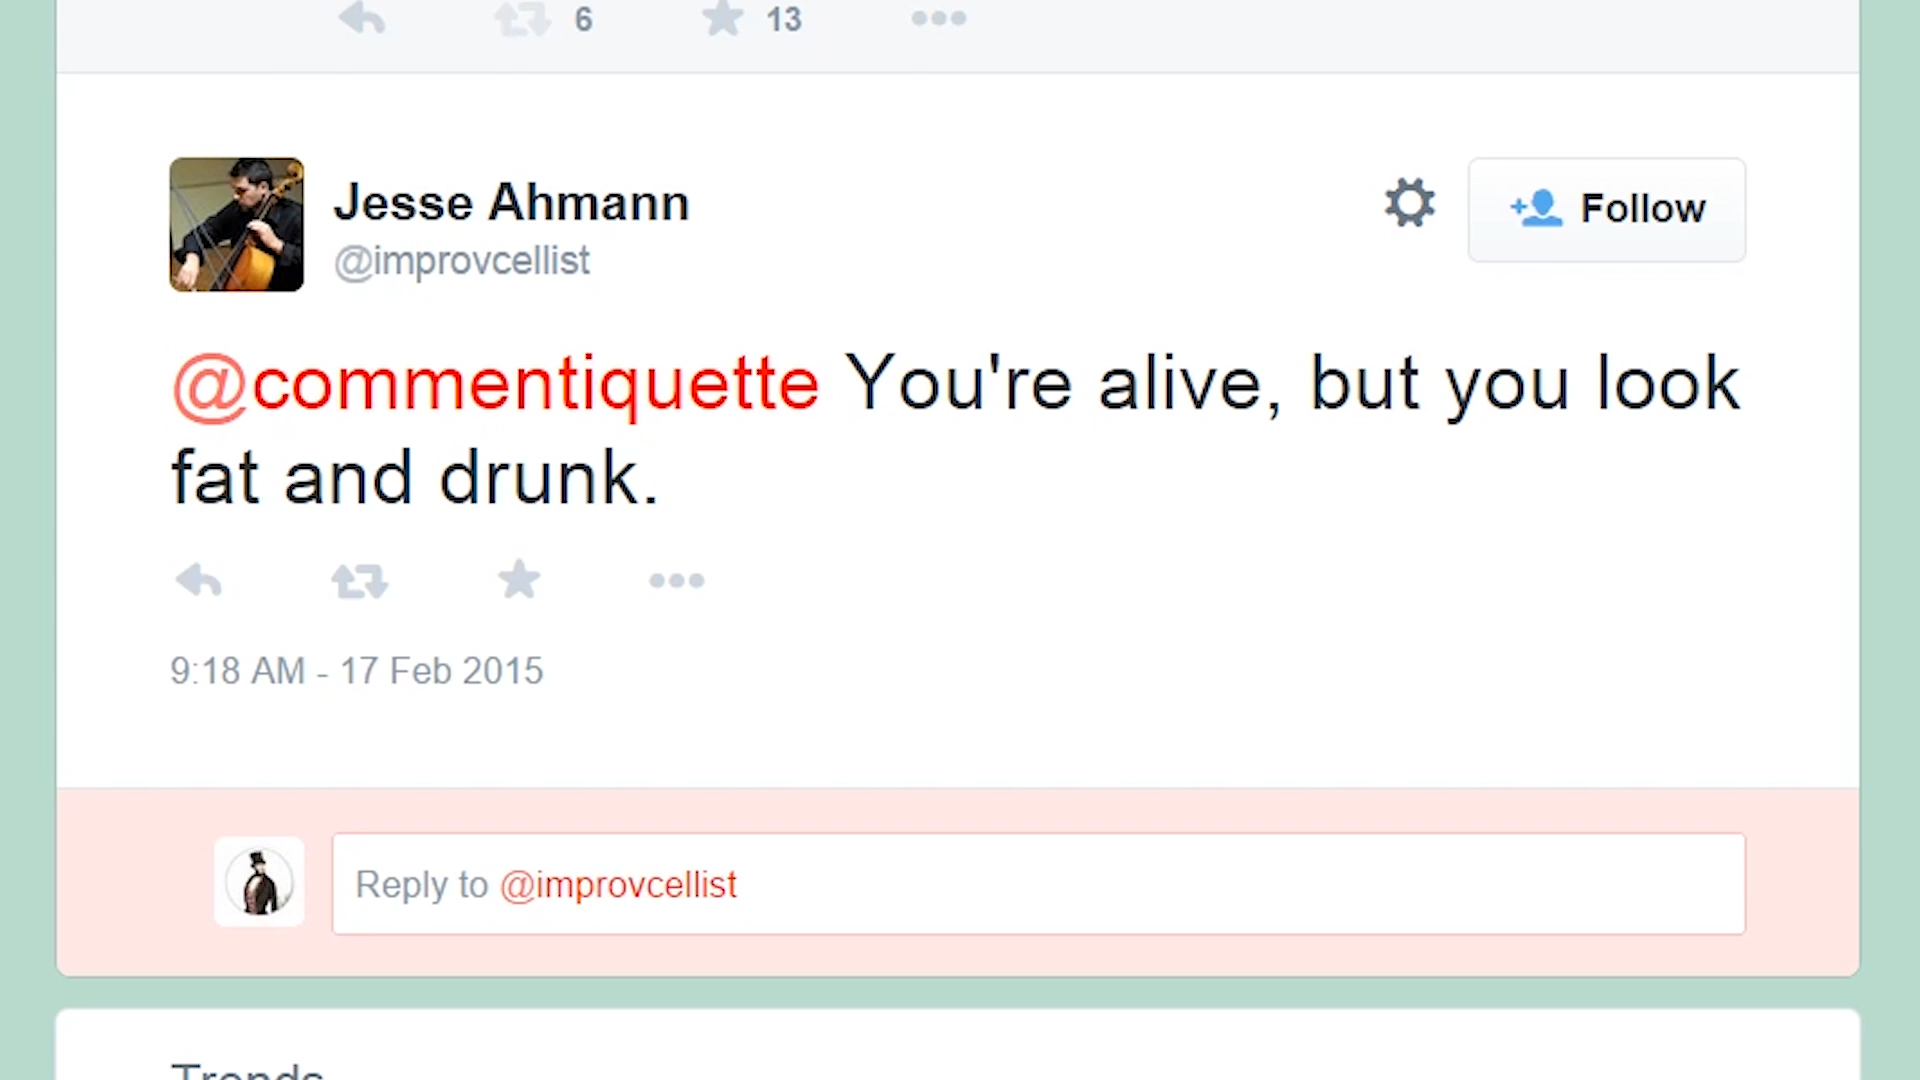 6 13
Jesse Ahmann
@improvcellist
Follow
@commentiquette You're alive, but you look
fat and drunk.
9:18 AM - 17 Feb 2015
Reply to @improvcellist
Trends